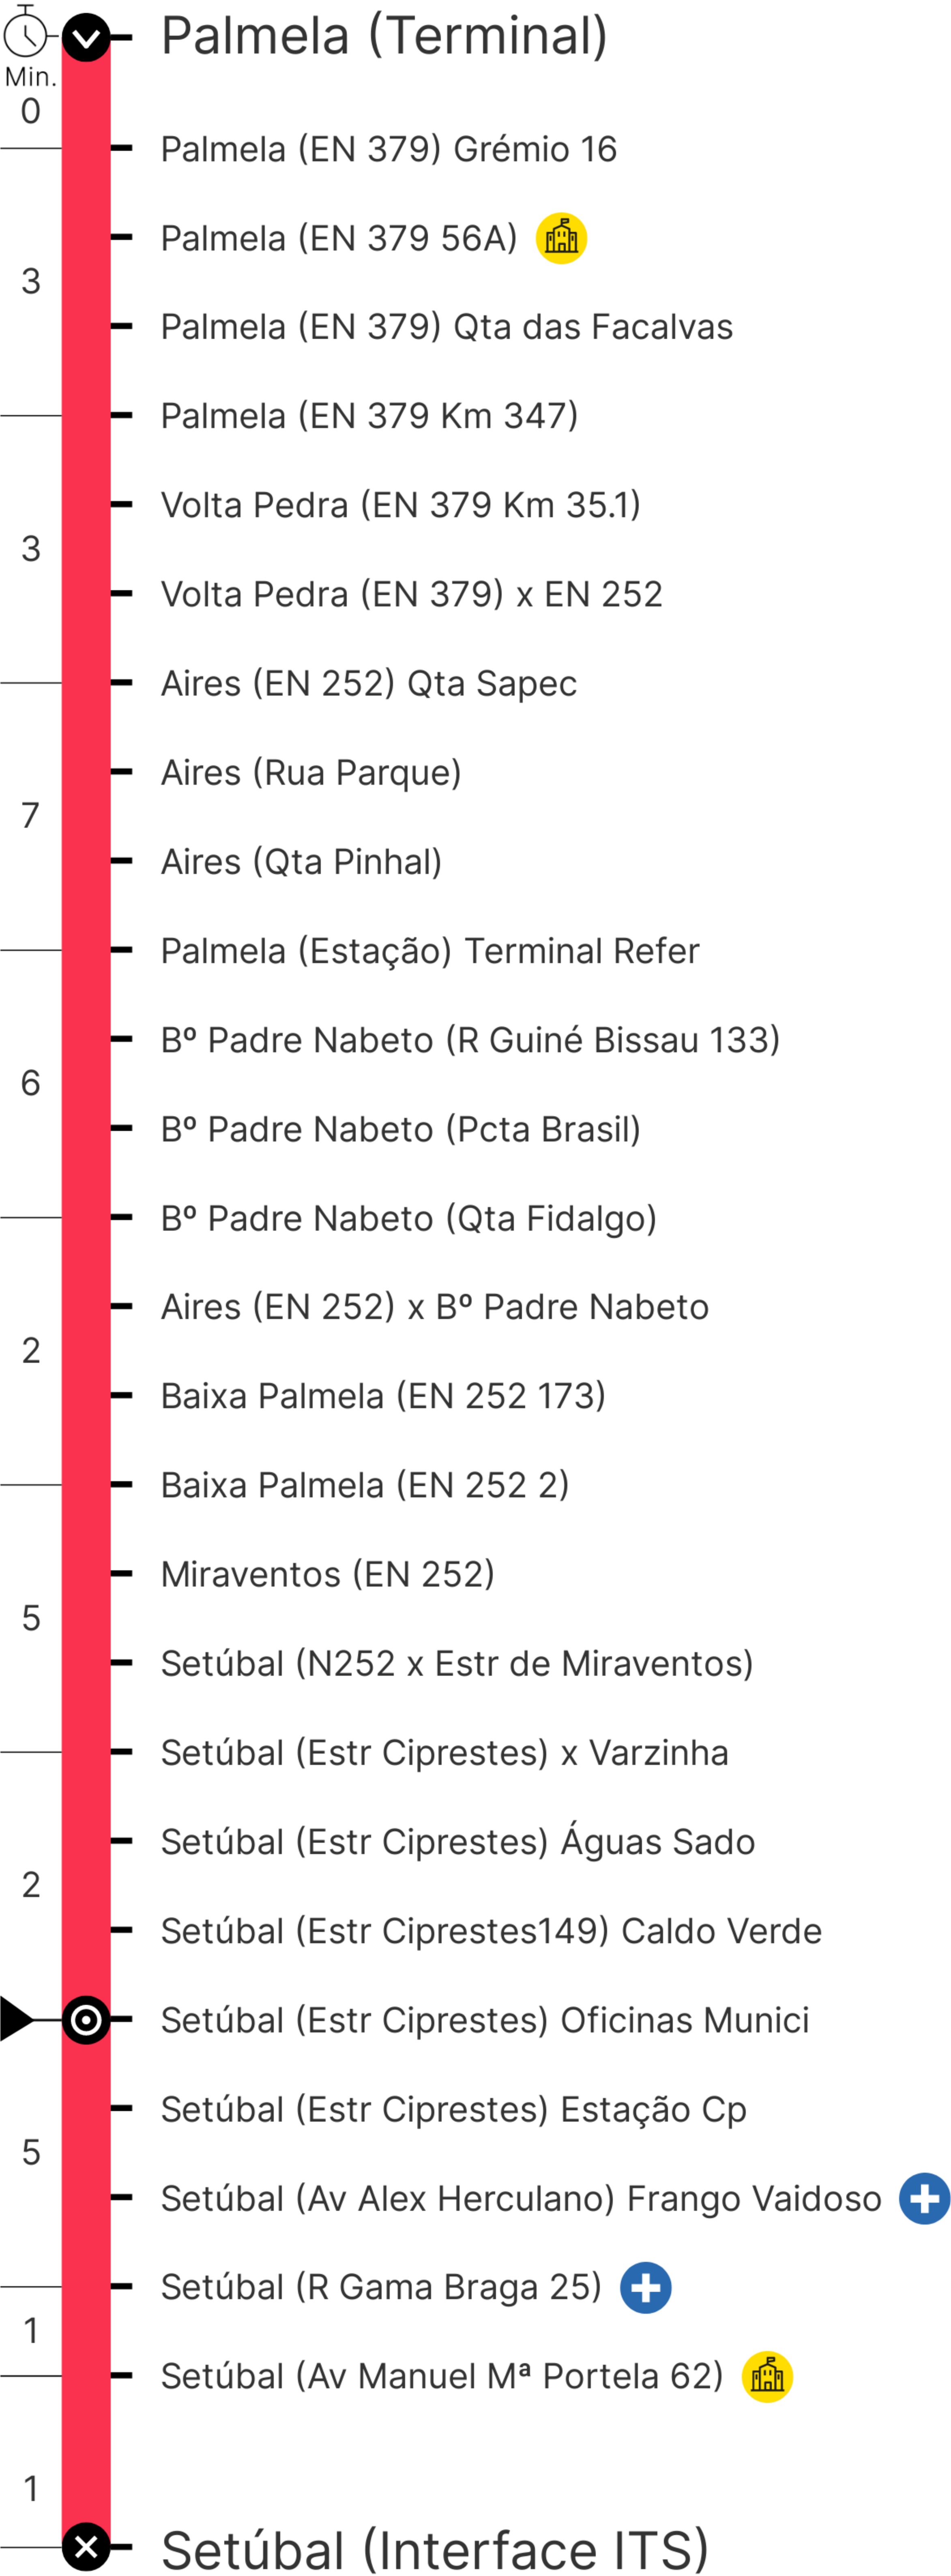 Palmela (Terminal)
Min.
0
Palmela (EN 379) Grémio 16
Palmela (EN 379 56A)
3
Palmela (EN 379) Qta das Facalvas
Palmela (EN 379 Km 347)
Volta Pedra (EN 379 Km 35.1)
3
Volta Pedra (EN 379) x EN 252
Aires (EN 252) Qta Sapec
Aires (Rua Parque)
7
Aires (Qta Pinhal)
Palmela (Estação) Terminal Refer
Bº Padre Nabeto (R Guiné Bissau 133)
6
Bº Padre Nabeto (Pcta Brasil)
Bº Padre Nabeto (Qta Fidalgo)
Aires (EN 252) x Bº Padre Nabeto
2
Baixa Palmela (EN 252 173)
Baixa Palmela (EN 252 2)
Miraventos (EN 252)
5
Setúbal (N252 x Estr de Miraventos)
Setúbal (Estr Ciprestes) x Varzinha
Setúbal (Estr Ciprestes) Águas Sado
2
Setúbal (Estr Ciprestes149) Caldo Verde
Setúbal (Estr Ciprestes) Oficinas Munici
Setúbal (Estr Ciprestes) Estação Cp
5
Setúbal (Av Alex Herculano) Frango Vaidoso
Setúbal (R Gama Braga 25)
1
Setúbal (Av Manuel Mª Portela 62)
1
Setúbal (Interface ITS)